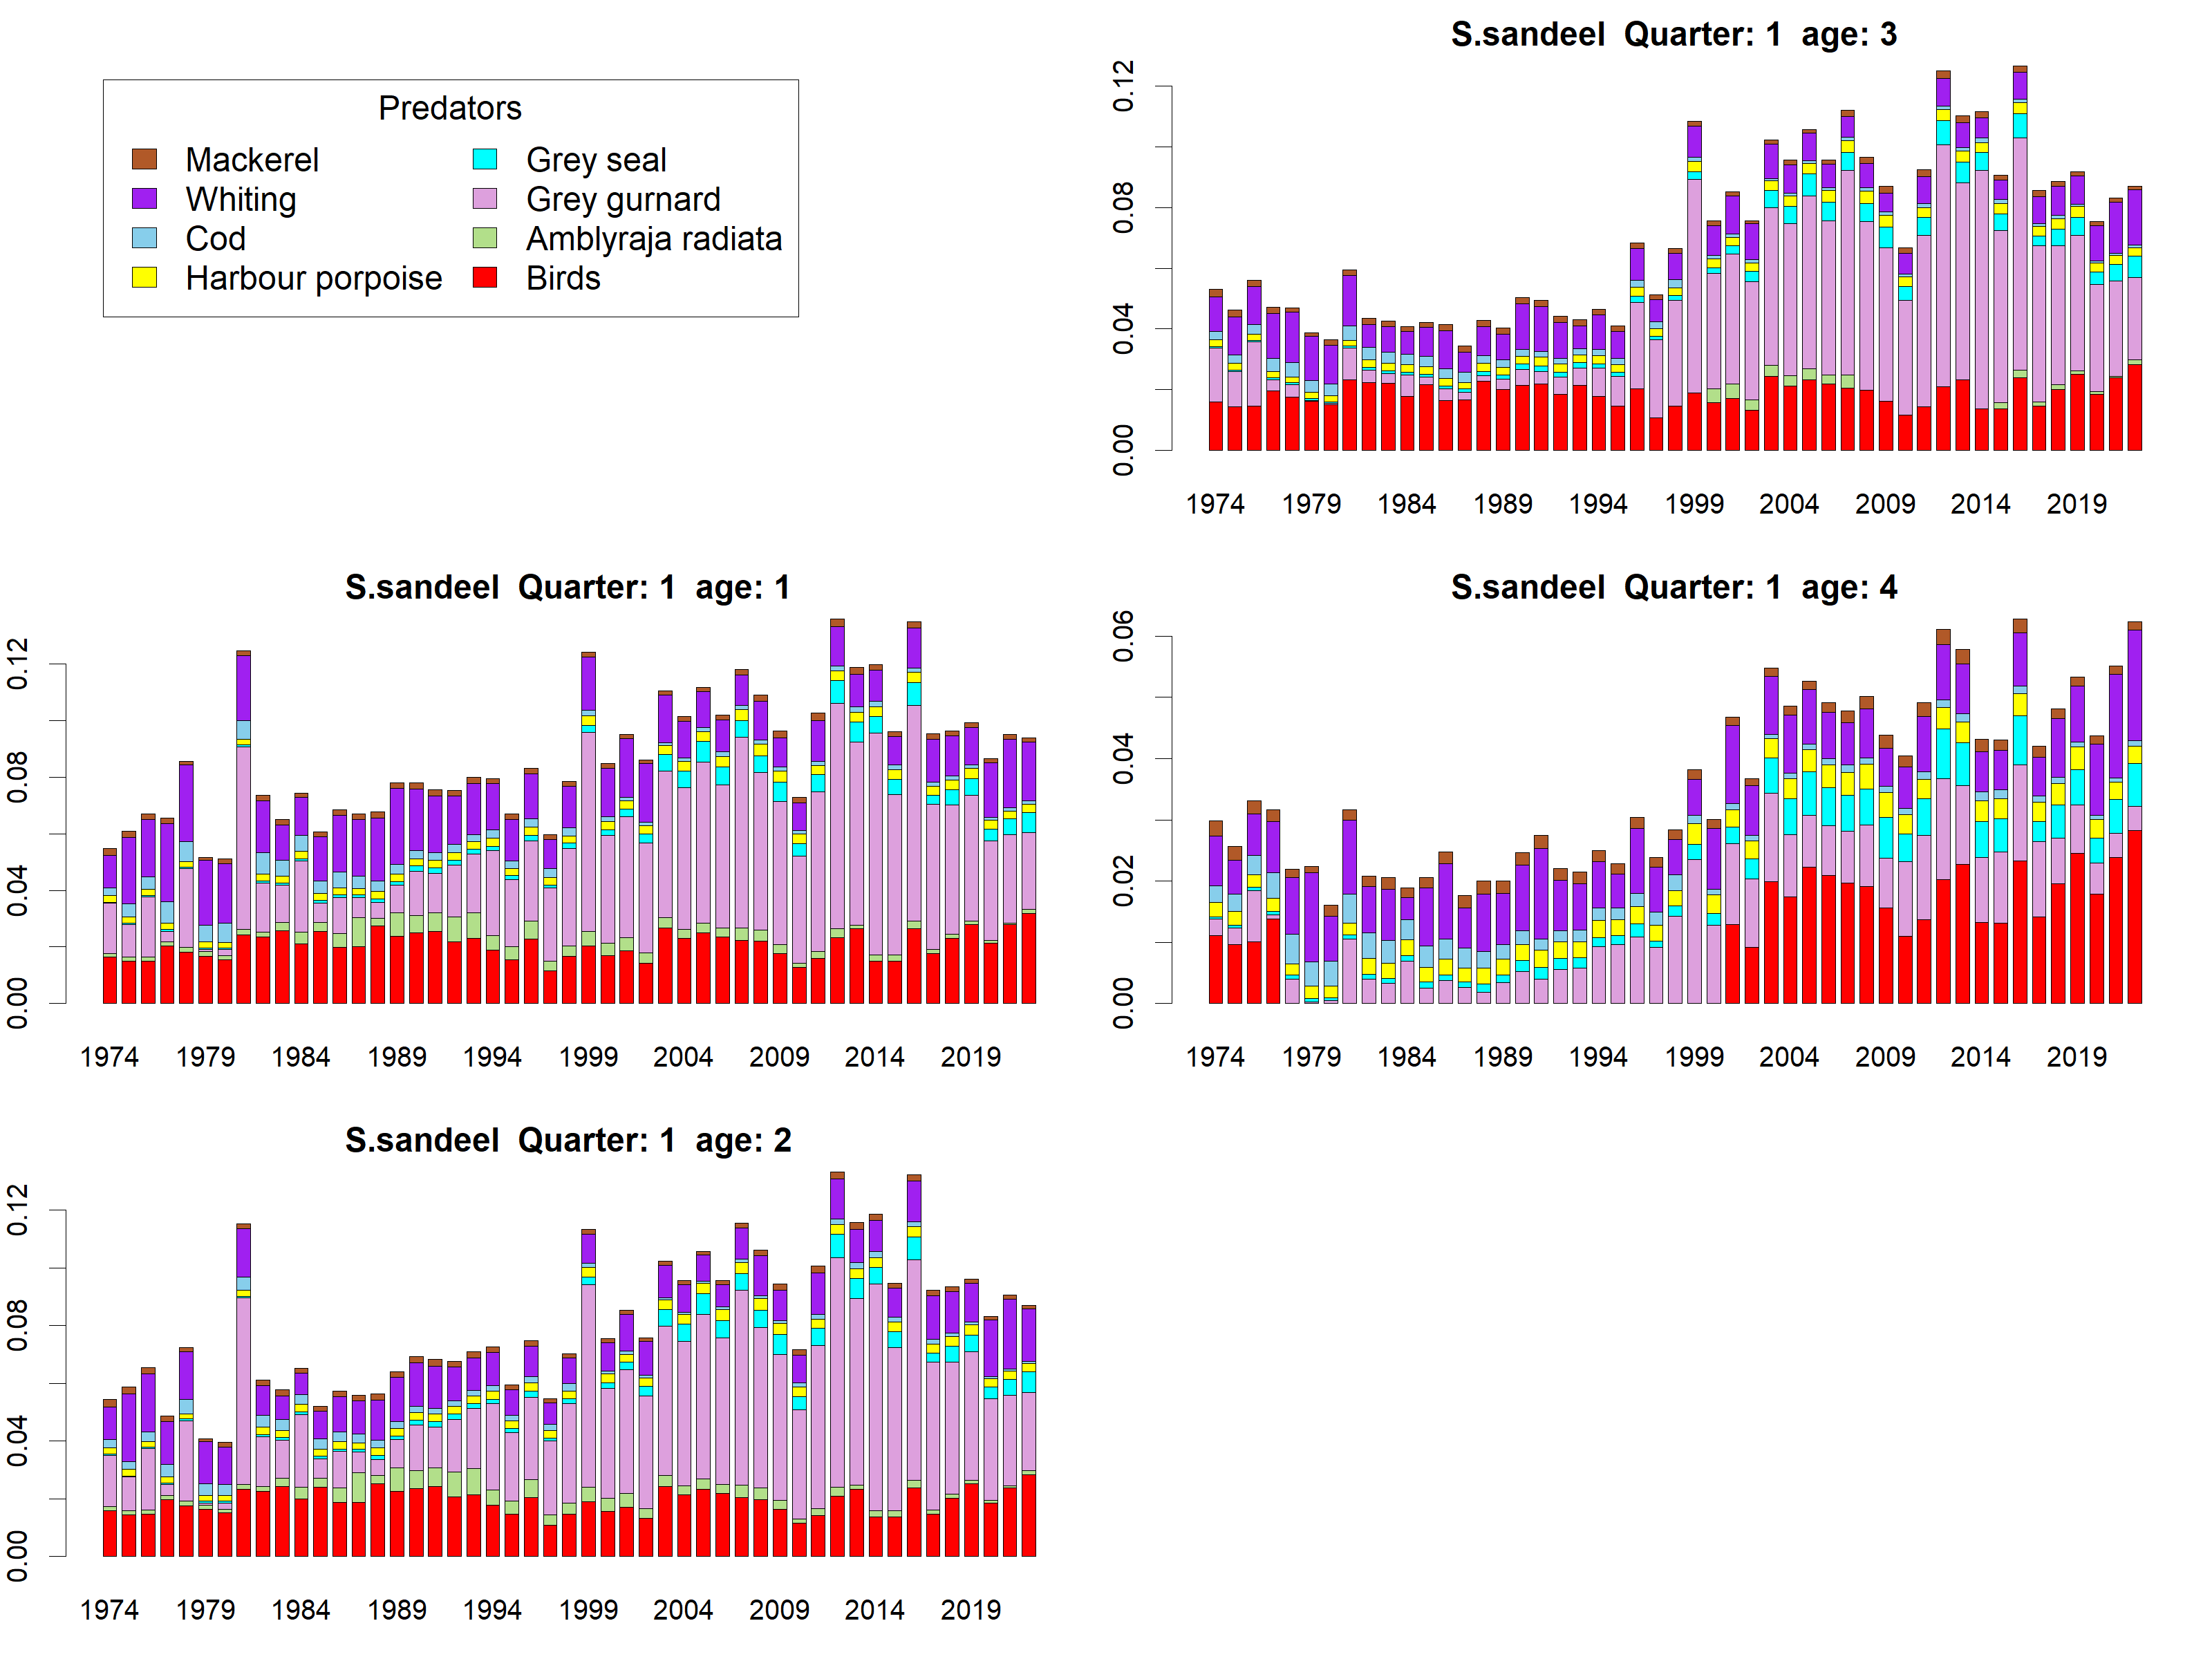 Predators
Mackerel Grey seal
Whiting Grey gurnard
Cod Amblyraja radiata
Harbour porpoise Birds
S.sandeel Quarter: 1 age: 3
0.12
0.08
0.04
0.00
1974 1979 1984 1989 1994 1999 2004 2009 2014 2019
S.sandeel Quarter: 1 age: 1
0.12
0.08
0.04
0.00
1974 1979 1984 1989 1994 1999 2004 2009 2014 2019
S.sandeel Quarter: 1 age: 4
0.06
0.04
0.02
0.00
1974 1979 1984 1989 1994 1999 2004 2009 2014 2019
S.sandeel Quarter: 1 age: 2
0.12
0.08
0.04
0.00
1974 1979 1984 1989 1994 1999 2004 2009 2014 2019